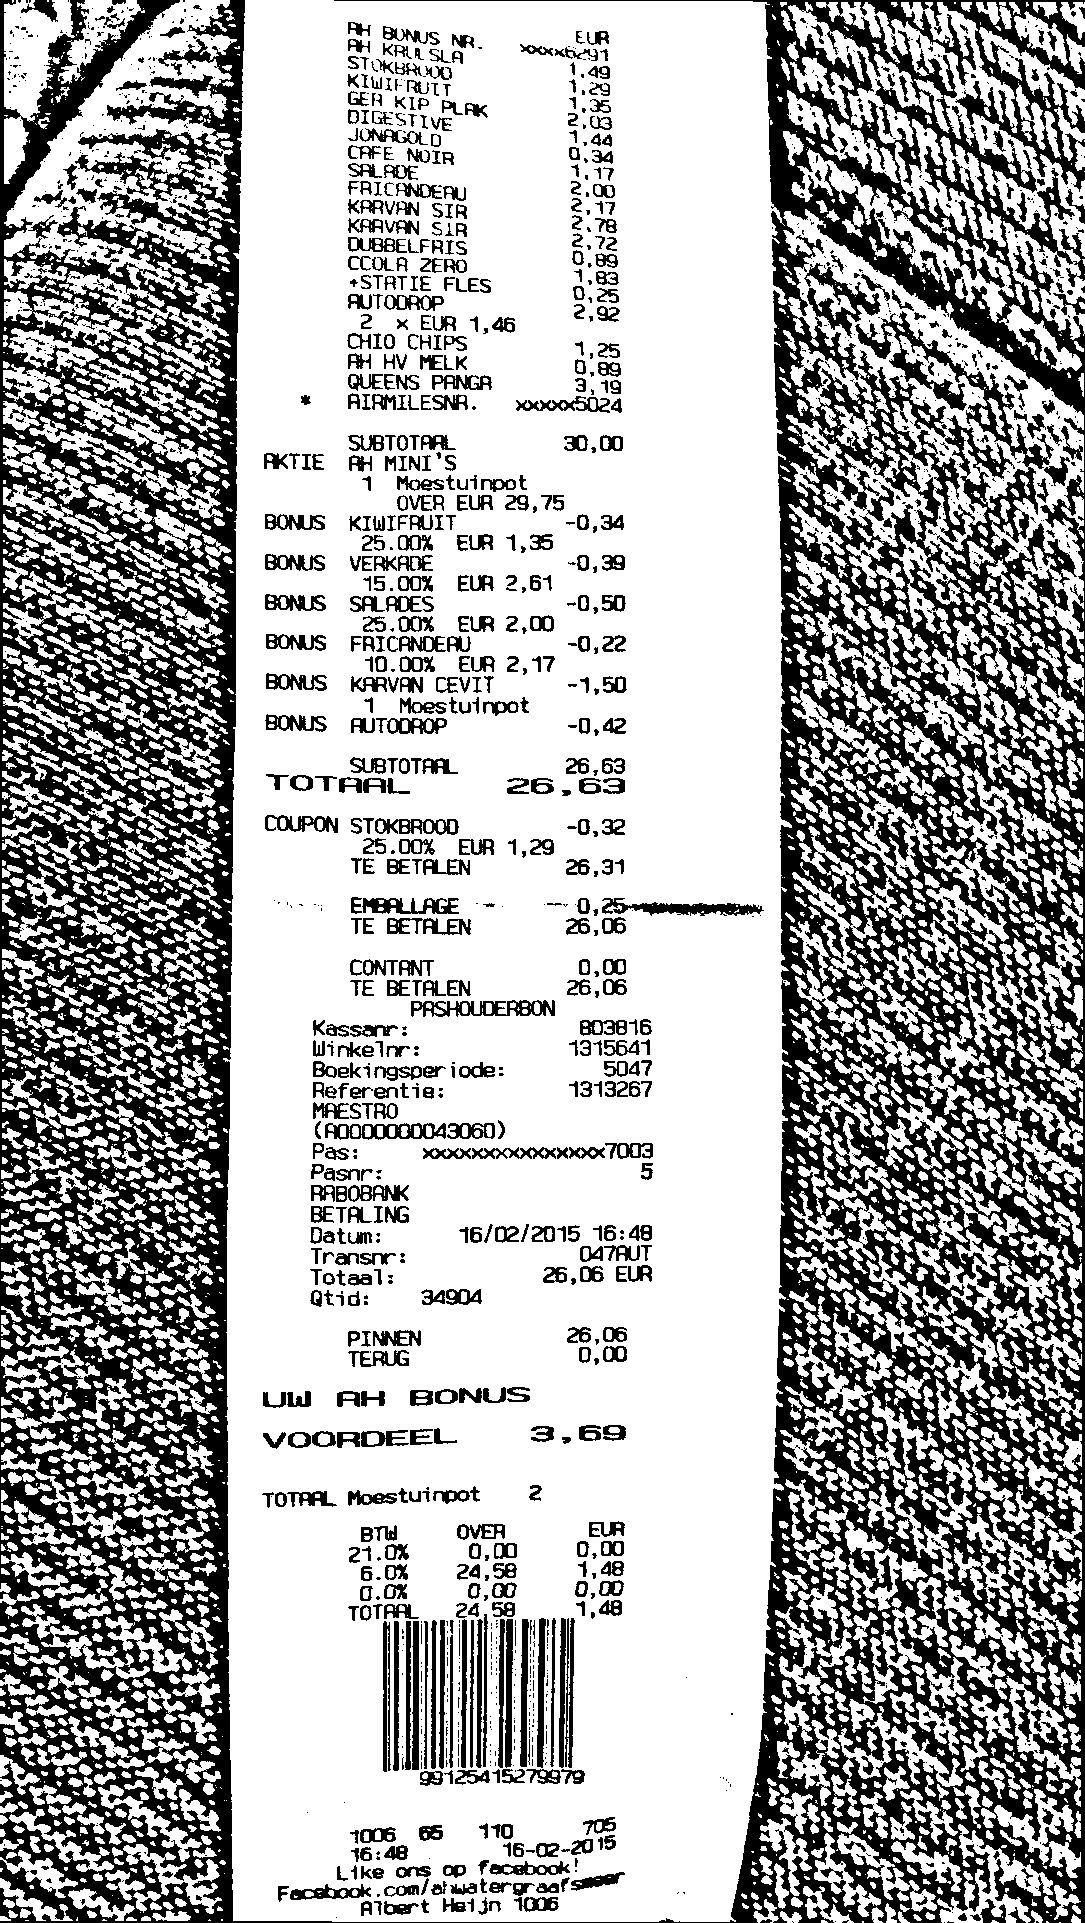 AH BONUS NR. EUR
AH KRULSLA xxxxx6291
STOKBROOD 1,49
KIWIFRUIT 1,29
GER KIP PLAK 1,35
DIGESTIVE 2,03
JONAGOLD 1,44
CAFE NOIR 0,34
SALADE 1,17
FRICANDEAU 2,00
KARVAN SIR 2,17
KARVAN SIR 2,78
DUBBELFRIS 2,72
CCOLA ZERO 0,89
+STATIE FLES 1,83
AUTODROP 0,25
2 x EUR 1,46 2,92
CHIO CHIPS 1,25
AH HV MELK 0,89
QUEENS PANGA 3,19
* AIRMILESNR. xxxxx5024
SUBTOTAAL 30,00
AKTIE AH MINI'S
1 Moestuinpot
OVER EUR 29,75
BONUS KIWIFRUIT -0,34
25.00% EUR 1,35
BONUS VERKADE -0,39
15.00% EUR 2,61
BONUS SALADES -0,50
25.00% EUR 2,00
BONUS FRICANDEAU -0,22
10.00% EUR 2,17
BONUS KARVAN CEVIT -1,50
1 Moestuinpot
BONUS AUTODROP -0,42
SUBTOTAAL 26,63
TOTAAL 26,63
COUPON STOKBROOD -0,32
25.00% EUR 1,29
TE BETALEN 26,31
EMBALLAGE 0,25
TE BETALEN 26,06
CONTANT 0,00
TE BETALEN 26,06
PASHOUDERBON
Kassanr: 803816
Winkelnr: 1315641
Boekingsperiode: 5047
Referentie: 1313267
MAESTRO
(A0000000043060)
Pas: xxxxxxxxxxxxxxx7003
Pasnr: 5
RABOBANK
BETALING
Datum: 16/02/2015 16:48
Transnr: 047AUT
Totaal: 26,06 EUR
Qtid: 34904
PINNEN 26,06
TERUG 0,00
UW AH BONUS
VOORDEEL 3,69
TOTAAL Moestuinpot 2
BTW OVER EUR
21.0% 0,00 0,00
6.0% 24,58 1,48
0.0% 0,00 0,00
TOTAAL 24,58 1,48
991254152799​79
1006 65 110 705
16:48 16-02-2015
Like ons op facebook!
Facebook.com/ahwatergraafsmeer
Albert Heijn 1006